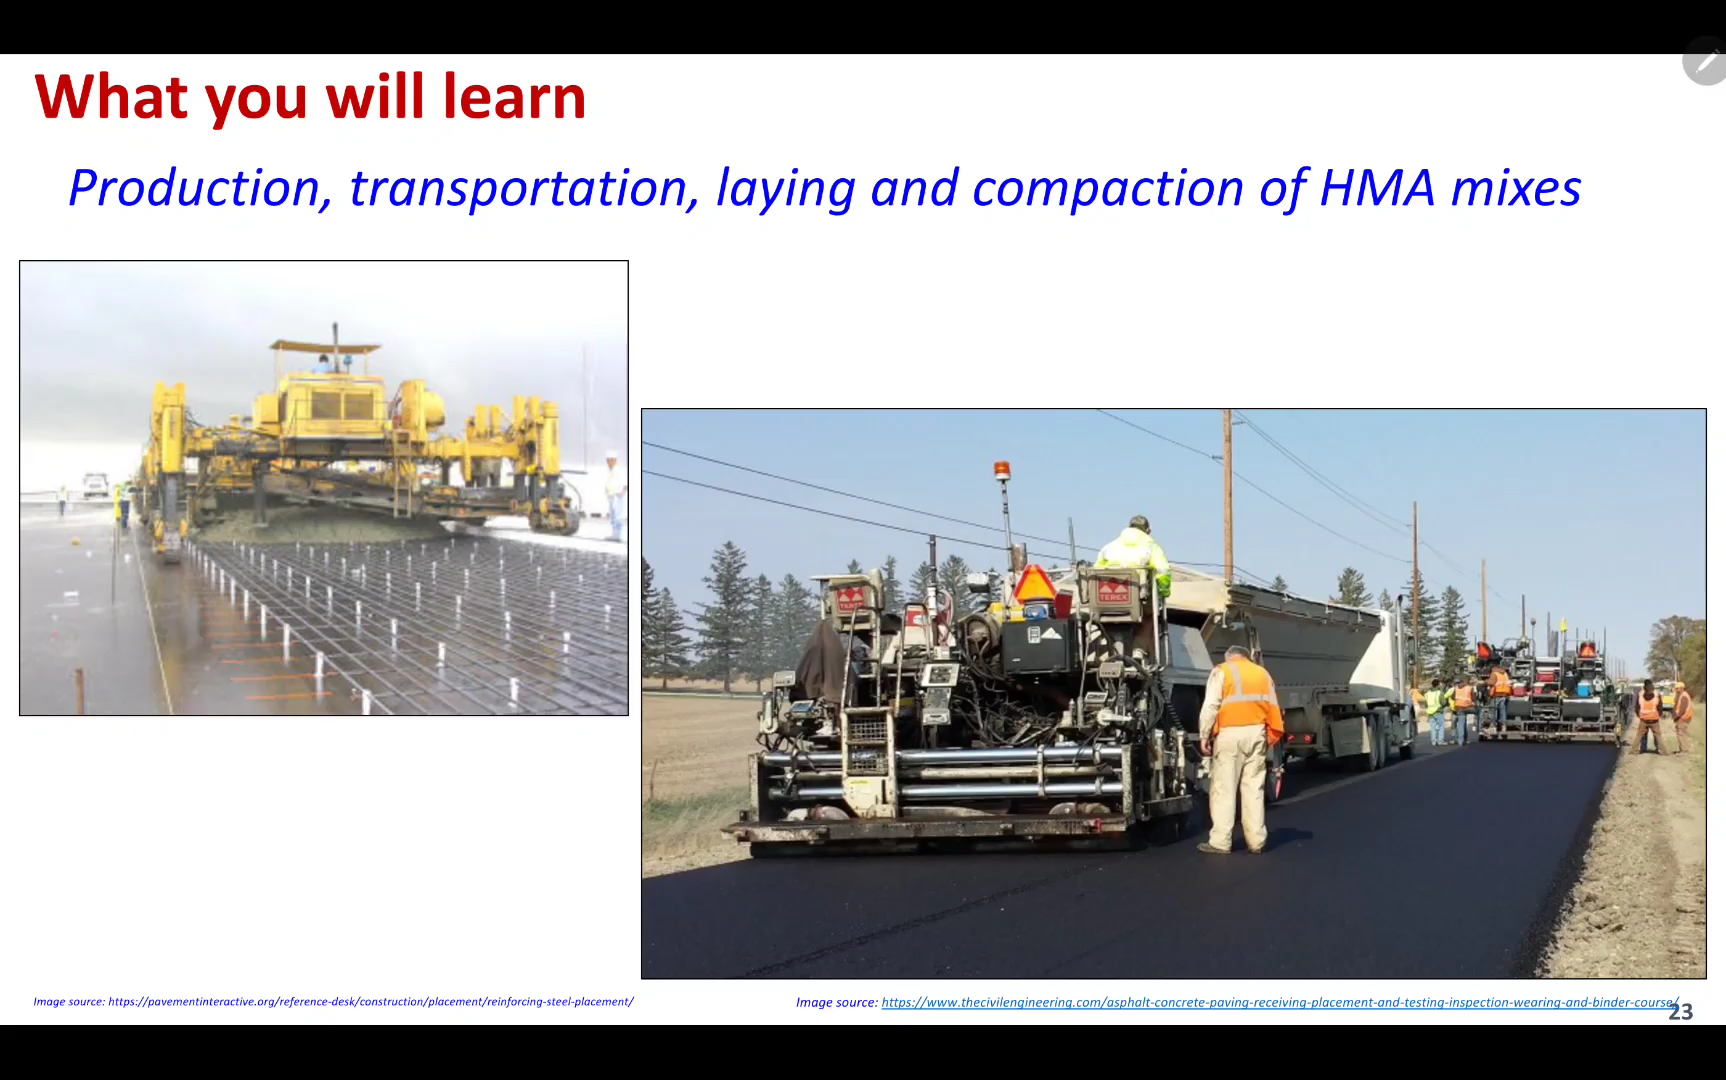 What you will learn
Production, transportation, laying and compaction of HMA mixes
TEREX
TEREX
Image source: https://pavementinteractive.org/reference-desk/construction/placement/reinforcing-steel-placement/
Image source: https://www.thecivilengineering.com/asphalt-concrete-paving-receiving-placement-and-testing-inspection-wearing-and-binder-course/
23